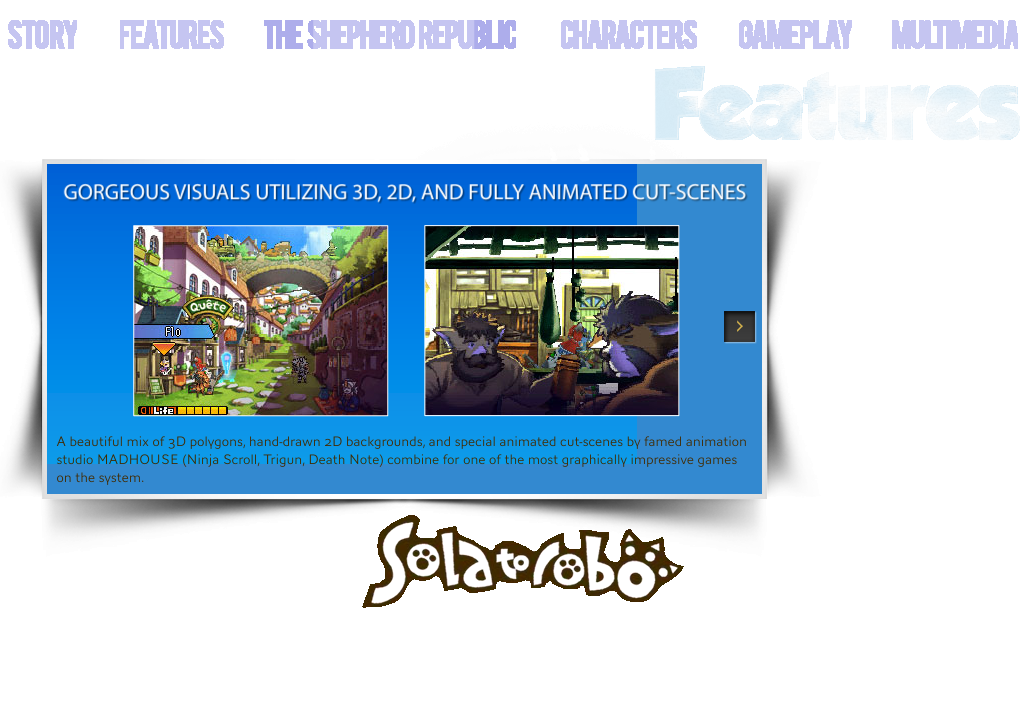 STORY FEATURES THE SHEPHERD REPUBLIC CHARACTERS GAMEPLAY MULTIMEDIA
Features
GORGEOUS VISUALS UTILIZING 3D, 2D, AND FULLY ANIMATED CUT-SCENES
Quête
Flo
Life
A beautiful mix of 3D polygons, hand-drawn 2D backgrounds, and special animated cut-scenes by famed animation
studio MADHOUSE (Ninja Scroll, Trigun, Death Note) combine for one of the most graphically impressive games
on the system.
Solatorobo